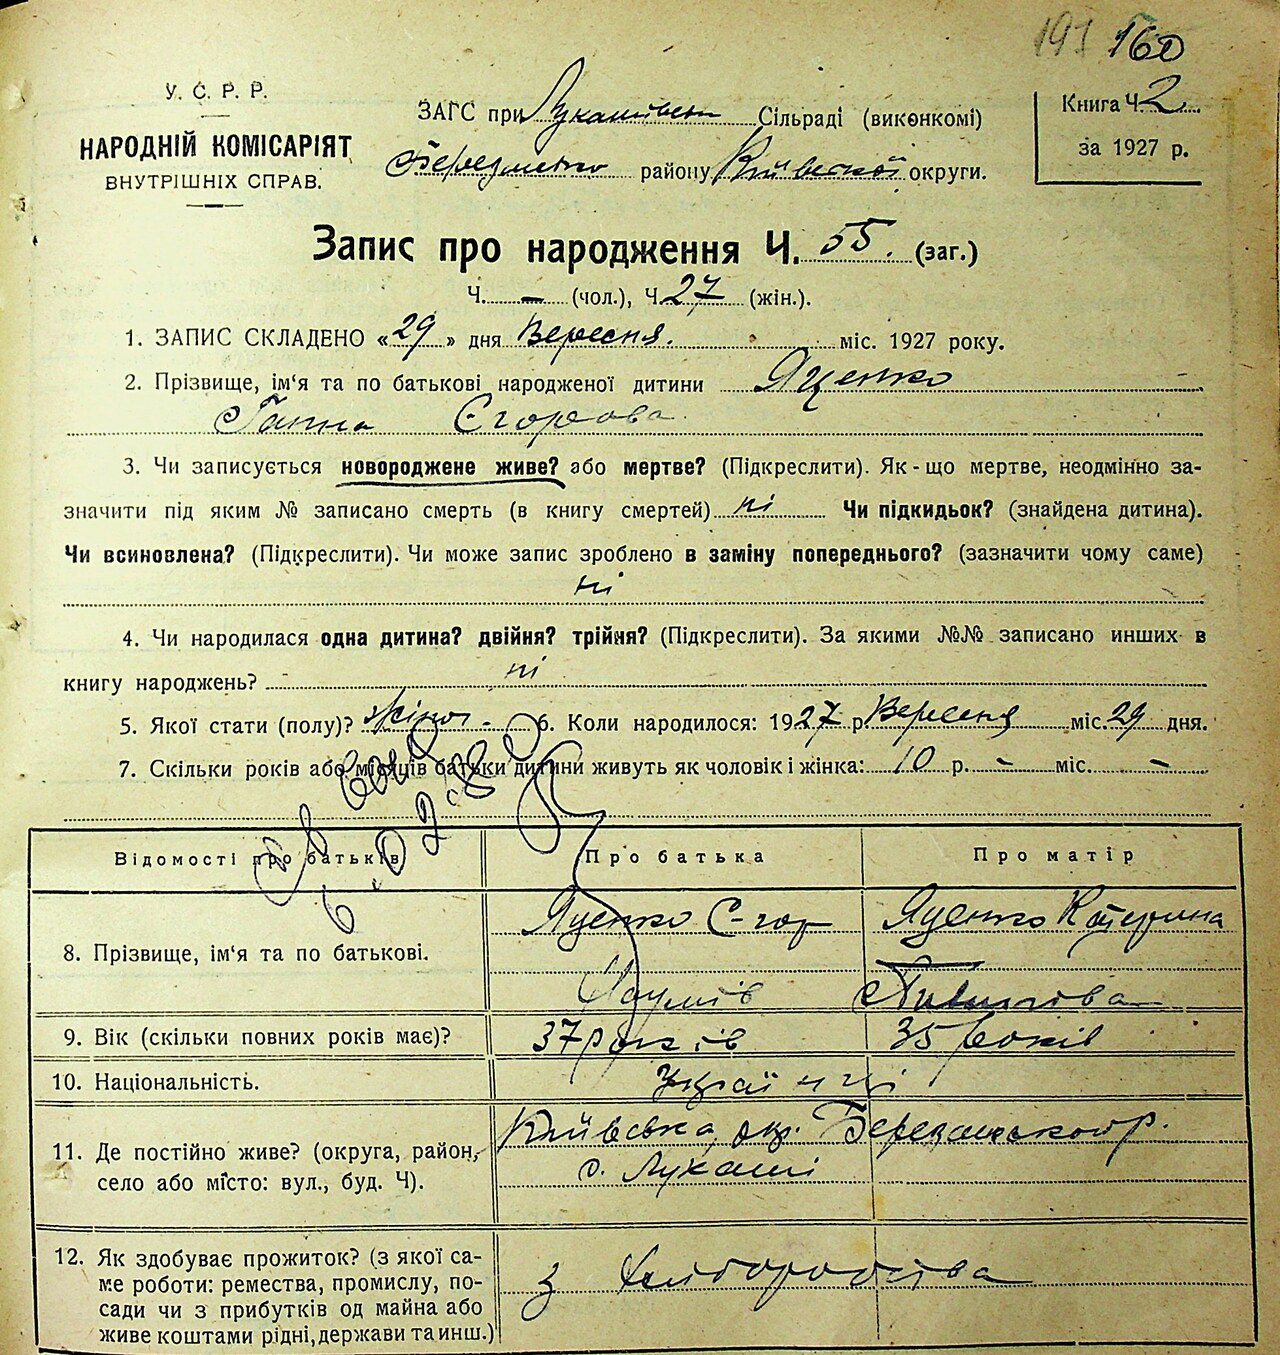 191 160
У. С. Р. Р.
НАРОДНІЙ КОМІСАРІЯТ
ВНУТРІШНІХ СПРАВ.
ЗАГС при Сільраді (виконкомі)
району Київської округи.
Книга Ч. 2
за 1927 р.
Запис про народження Ч. 55. (заг.)
Ч. – (чол.), Ч. 27 (жін.).
1. ЗАПИС СКЛАДЕНО «29» дня Вересня. міс. 1927 року.
2. Прізвище, ім'я та по батькові народженої дитини Яценко
Ганна Єгорова
3. Чи записується новороджене живе? або мертве? (Підкреслити). Як-що мертве, неодмінно за-
значити під яким № записано смерть (в книгу смертей) ні Чи підкидьок? (знайдена дитина).
Чи всиновлена? (Підкреслити). Чи може запис зроблено в заміну попереднього? (зазначити чому саме)
ні
4. Чи народилася одна дитина? двійня? трійня? (Підкреслити). За якими №№ записано инших в
книгу народжень? ні
5. Якої стати (полу)? жіноч. 6. Коли народилося: 1927 р. Вересня міс. 29 дня.
7. Скільки років або місяців батьки дитини живуть як чоловік і жінка: 10 р. – міс. –
Відомості про батьків Про батька Про матір
8. Прізвище, ім'я та по батькові. Яценко Єгор Наумів Яценко Катерина
9. Вік (скільки повних років має)? 37 років 35 років
10. Національність. Українці
11. Де постійно живе? (округа, район,
село або місто: вул., буд. Ч). Київська окр. р.
с. Лукаші
12. Як здобуває прожиток? (з якої са-
ме роботи: ремества, промислу, по-
сади чи з прибутків од майна або
живе коштами рідні, держави та инш.) з хліборобства